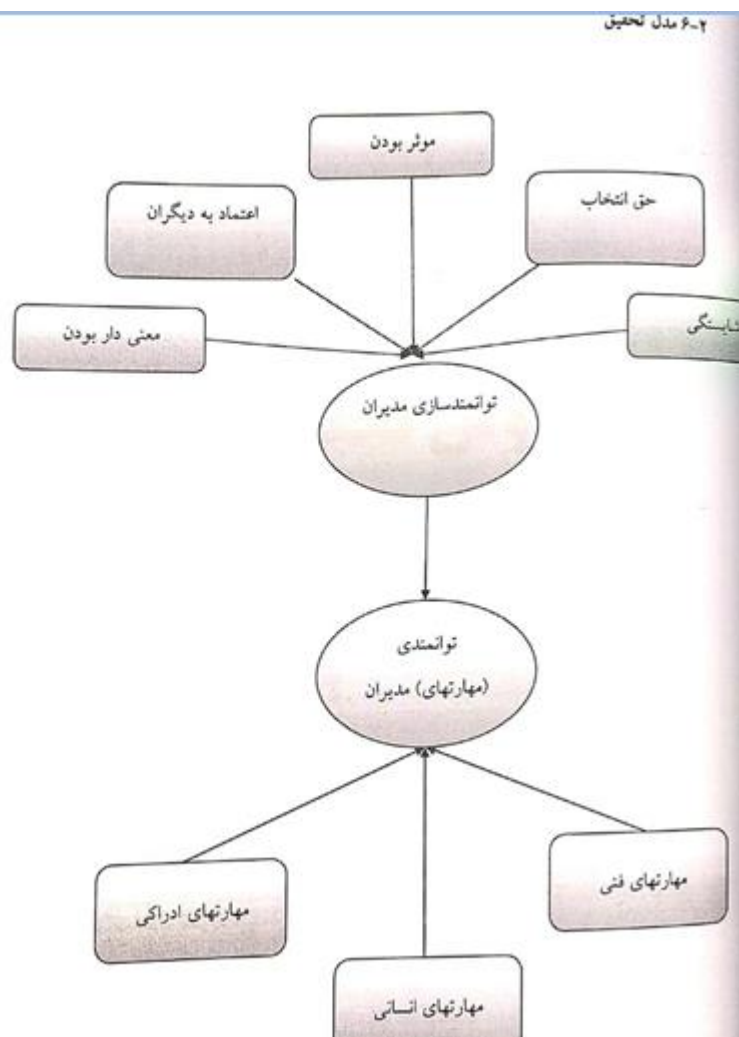 ۲-۶ مدل تحقیق
موثر بودن
حق انتخاب
اعتماد به دیگران
معنی دار بودن
توانمندسازی مدیران
توانمندی
(مهارتهای) مدیران
مهارتهای فنی
مهارتهای ادراکی
مهارتهای انسانی